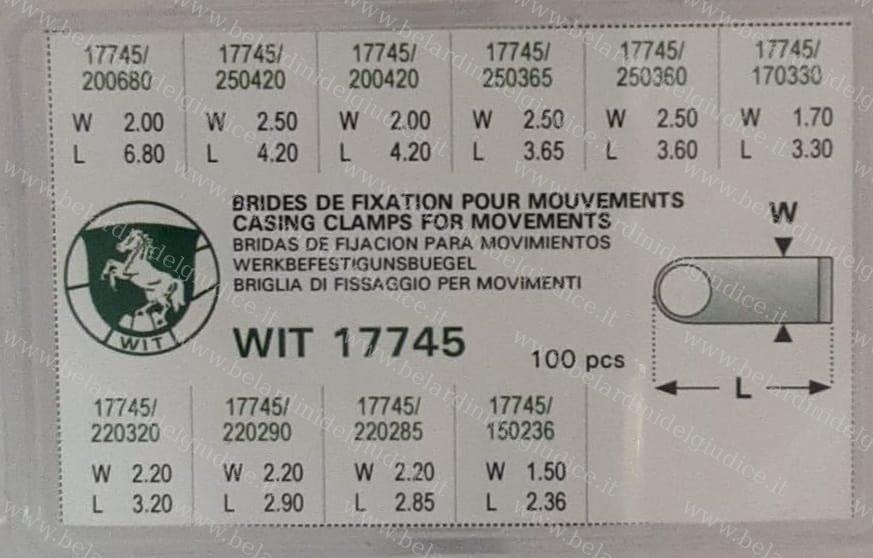 17745/ 17745/ 17745/ 17745/ 17745/ 17745/
200680 250420 200420 250365 250360 170330
W 2.00 W 2.50 W 2.00 W 2.50 W 2.50 W 1.70
L 6.80 L 4.20 L 4.20 L 3.65 L 3.60 L 3.30
BRIDES DE FIXATION POUR MOUVEMENTS
CASING CLAMPS FOR MOVEMENTS
BRIDAS DE FIJACION PARA MOVIMIENTOS
WERKBEFESTIGUNSBUEGEL
BRIGLIA DI FISSAGGIO PER MOVIMENTI
W
WIT
WIT 17745
100 pcs
L
17745/ 17745/ 17745/ 17745/
220320 220290 220285 150236
W 2.20 W 2.20 W 2.20 W 1.50
L 3.20 L 2.90 L 2.85 L 2.36
www.belardinidelgiudice.it